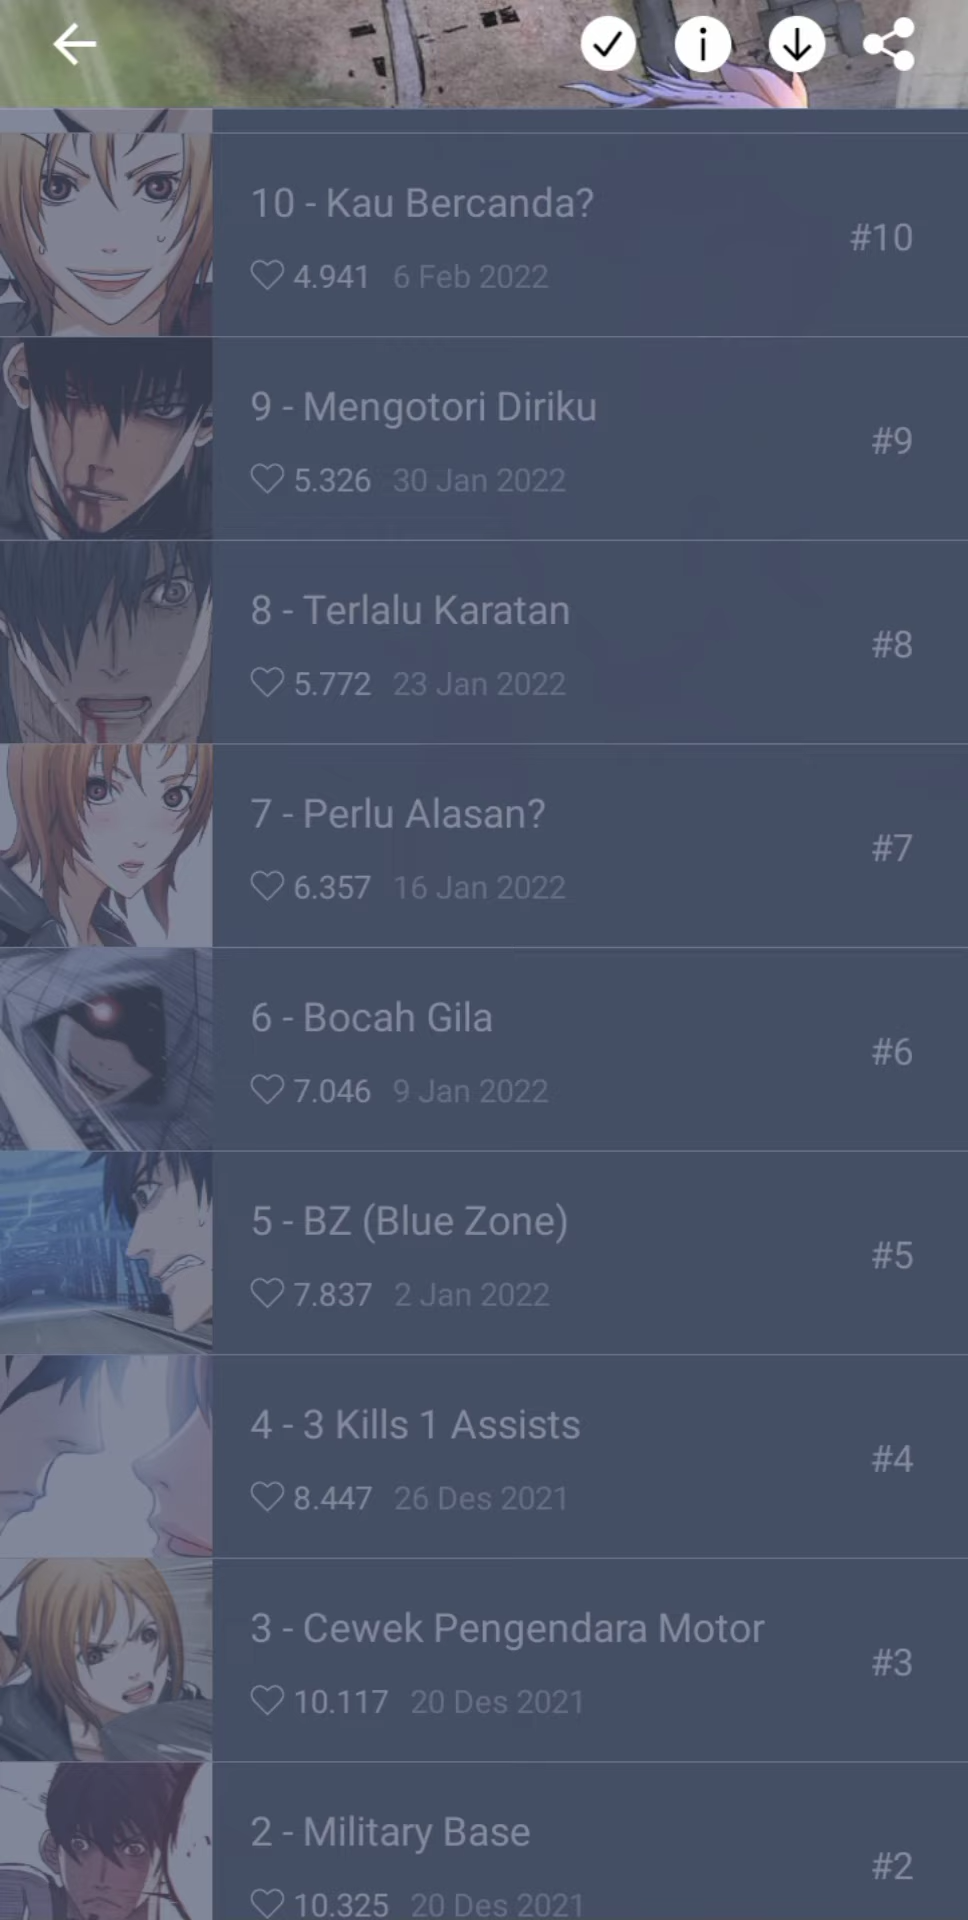 10 - Kau Bercanda?
4.941 6 Feb 2022
#10
9 - Mengotori Diriku
5.326 30 Jan 2022
#9
8 - Terlalu Karatan
5.772 23 Jan 2022
#8
7 - Perlu Alasan?
6.357 16 Jan 2022
#7
6 - Bocah Gila
7.046 9 Jan 2022
#6
5 - BZ (Blue Zone)
7.837 2 Jan 2022
#5
4 - 3 Kills 1 Assists
8.447 26 Des 2021
#4
3 - Cewek Pengendara Motor
10.117 20 Des 2021
#3
2 - Military Base
10.325 20 Des 2021
#2